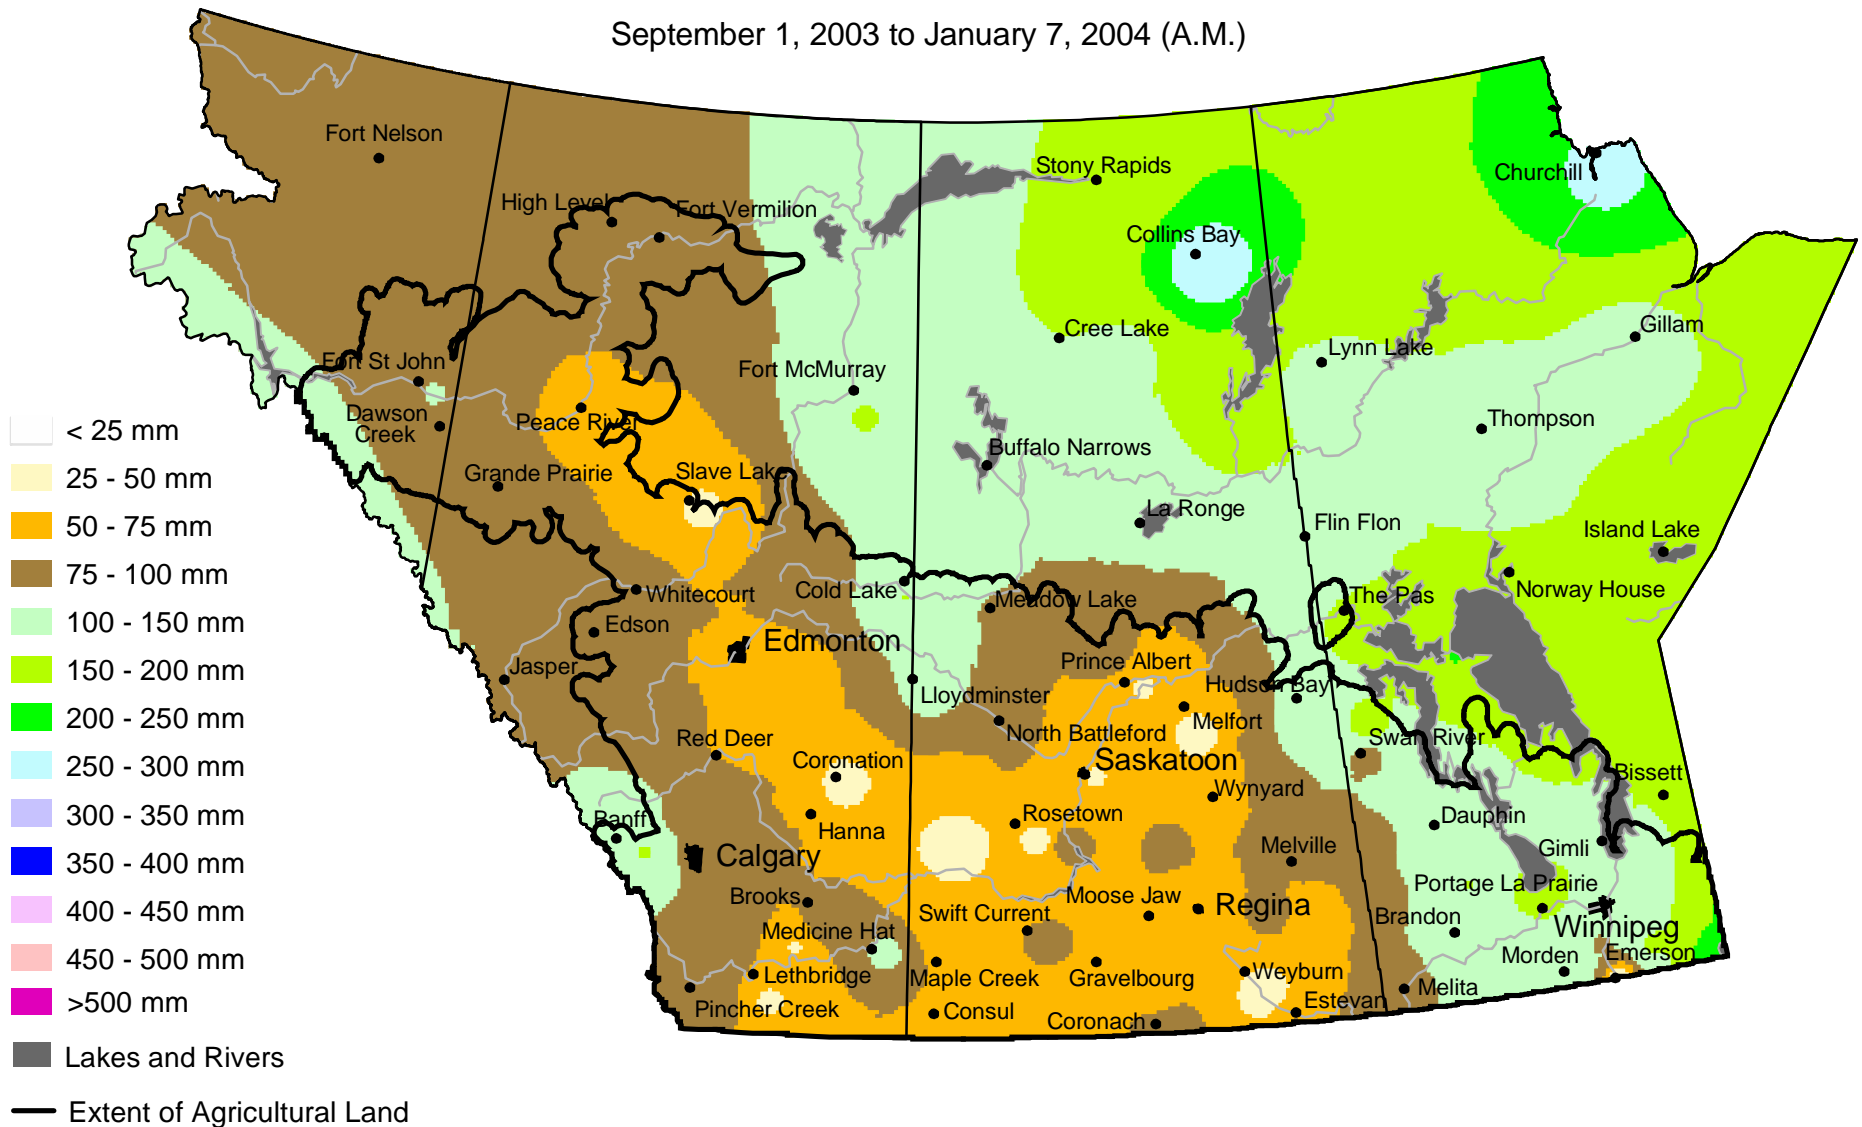 September 1, 2003 to January 7, 2004 (A.M.)
Fort Nelson
Stony Rapids
Churchill
High Level
Fort Vermilion
Collins Bay
Cree Lake
Gillam
Lynn Lake
Fort St John
Fort McMurray
Dawson
Creek
Peace River
Thompson
Buffalo Narrows
Grande Prairie
Slave Lake
La Ronge
Flin Flon
Island Lake
Whitecourt
Cold Lake
Meadow Lake
The Pas
Norway House
Edson
Edmonton
Jasper
Prince Albert
Hudson Bay
Lloydminster
North Battleford
Melfort
Red Deer
Coronation
Saskatoon
Swan River
Bissett
Wynyard
Banff
Hanna
Rosetown
Dauphin
Calgary
Melville
Gimli
Brooks
Moose Jaw
Portage La Prairie
Swift Current
Regina
Brandon
Winnipeg
Medicine Hat
Lethbridge
Maple Creek
Gravelbourg
Weyburn
Morden
Emerson
Pincher Creek
Consul
Coronach
Estevan
Melita
< 25 mm
25 - 50 mm
50 - 75 mm
75 - 100 mm
100 - 150 mm
150 - 200 mm
200 - 250 mm
250 - 300 mm
300 - 350 mm
350 - 400 mm
400 - 450 mm
450 - 500 mm
>500 mm
Lakes and Rivers
Extent of Agricultural Land